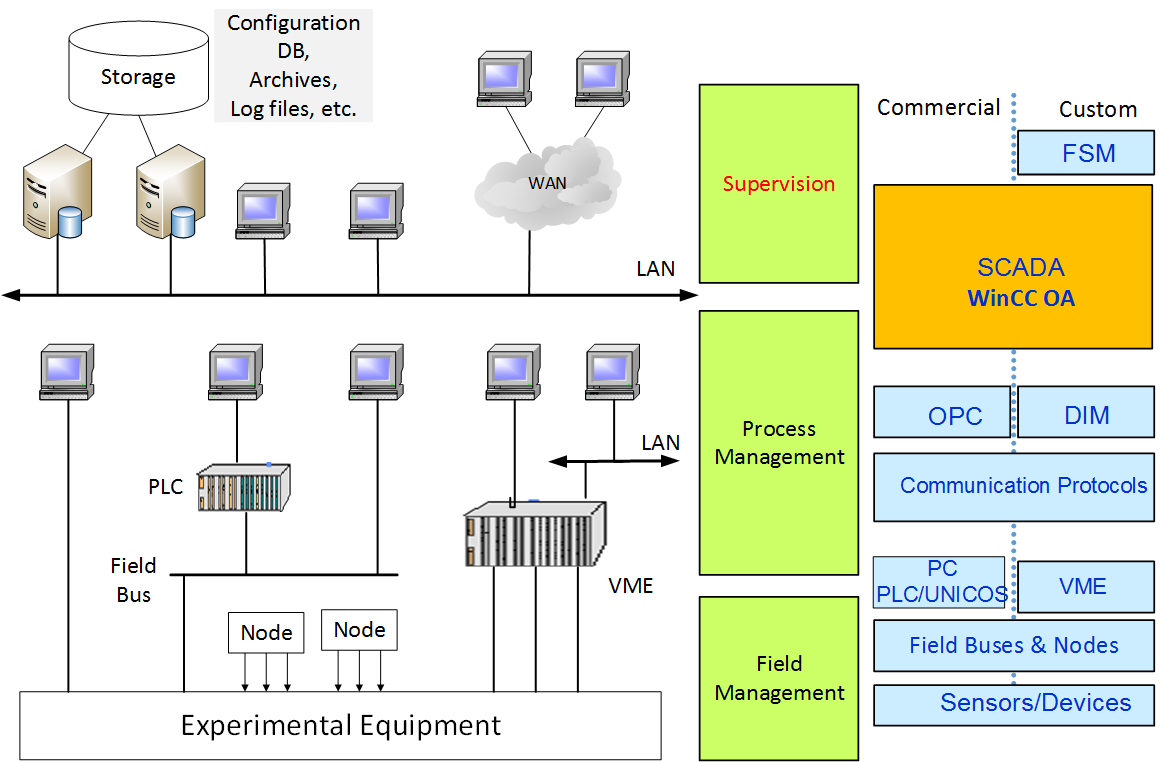 Storage
Configuration
DB,
Archives,
Log files, etc.
WAN
LAN
PLC
Field
Bus
LAN
VME
Node
Node
Experimental Equipment
Supervision
Process
Management
Field
Management
Commercial
Custom
FSM
SCADA
WinCC OA
OPC
DIM
Communication Protocols
PC
PLC/UNICOS
VME
Field Buses & Nodes
Sensors/Devices